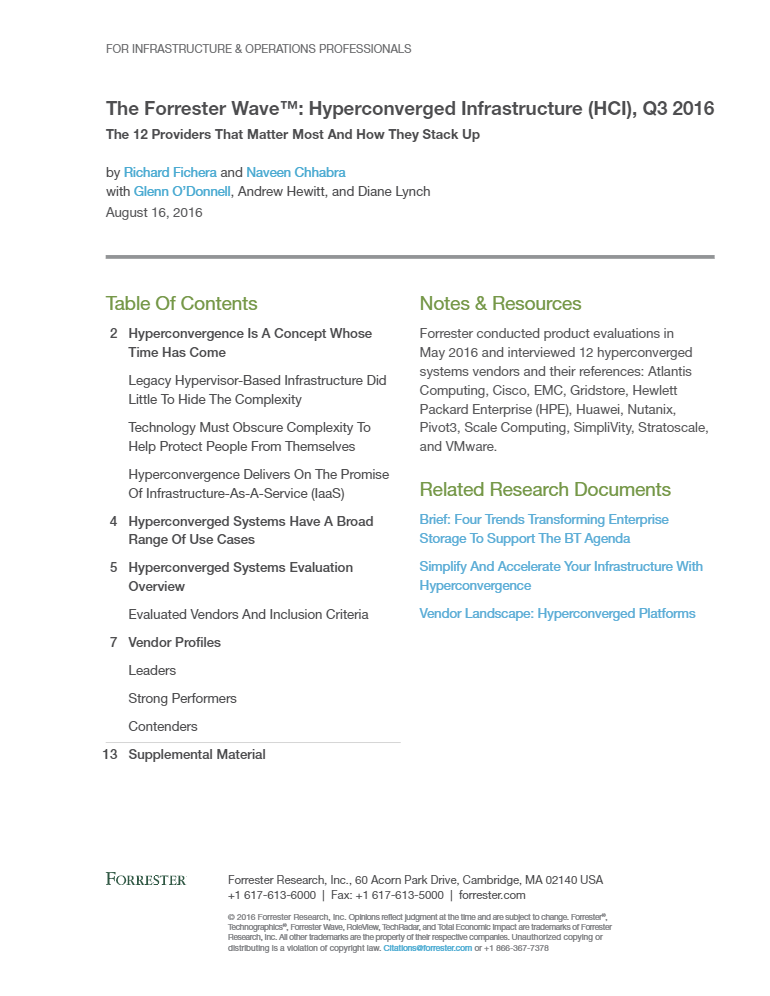 FOR INFRASTRUCTURE & OPERATIONS PROFESSIONALS
The Forrester Wave™: Hyperconverged Infrastructure (HCI), Q3 2016
The 12 Providers That Matter Most And How They Stack Up
by Richard Fichera and Naveen Chhabra
with Glenn O’Donnell, Andrew Hewitt, and Diane Lynch
August 16, 2016
Table Of Contents
2 Hyperconvergence Is A Concept Whose
Time Has Come
Legacy Hypervisor-Based Infrastructure Did
Little To Hide The Complexity
Technology Must Obscure Complexity To
Help Protect People From Themselves
Hyperconvergence Delivers On The Promise
Of Infrastructure-As-A-Service (IaaS)
4 Hyperconverged Systems Have A Broad
Range Of Use Cases
5 Hyperconverged Systems Evaluation
Overview
Evaluated Vendors And Inclusion Criteria
7 Vendor Profiles
Leaders
Strong Performers
Contenders
13 Supplemental Material
Notes & Resources
Forrester conducted product evaluations in
May 2016 and interviewed 12 hyperconverged
systems vendors and their references: Atlantis
Computing, Cisco, EMC, Gridstore, Hewlett
Packard Enterprise (HPE), Huawei, Nutanix,
Pivot3, Scale Computing, SimpliVity, Stratoscale,
and VMware.
Related Research Documents
Brief: Four Trends Transforming Enterprise
Storage To Support The BT Agenda
Simplify And Accelerate Your Infrastructure With
Hyperconvergence
Vendor Landscape: Hyperconverged Platforms
FORRESTER
Forrester Research, Inc., 60 Acorn Park Drive, Cambridge, MA 02140 USA
+1 617-613-6000 | Fax: +1 617-613-5000 | forrester.com
© 2016 Forrester Research, Inc. Opinions reflect judgment at the time and are subject to change. Forrester®,
Technographics®, Forrester Wave, RoleView, TechRadar, and Total Economic Impact are trademarks of Forrester
Research, Inc. All other trademarks are the property of their respective companies. Unauthorized copying or
distributing is a violation of copyright law. Citations@forrester.com or +1 866-367-7378